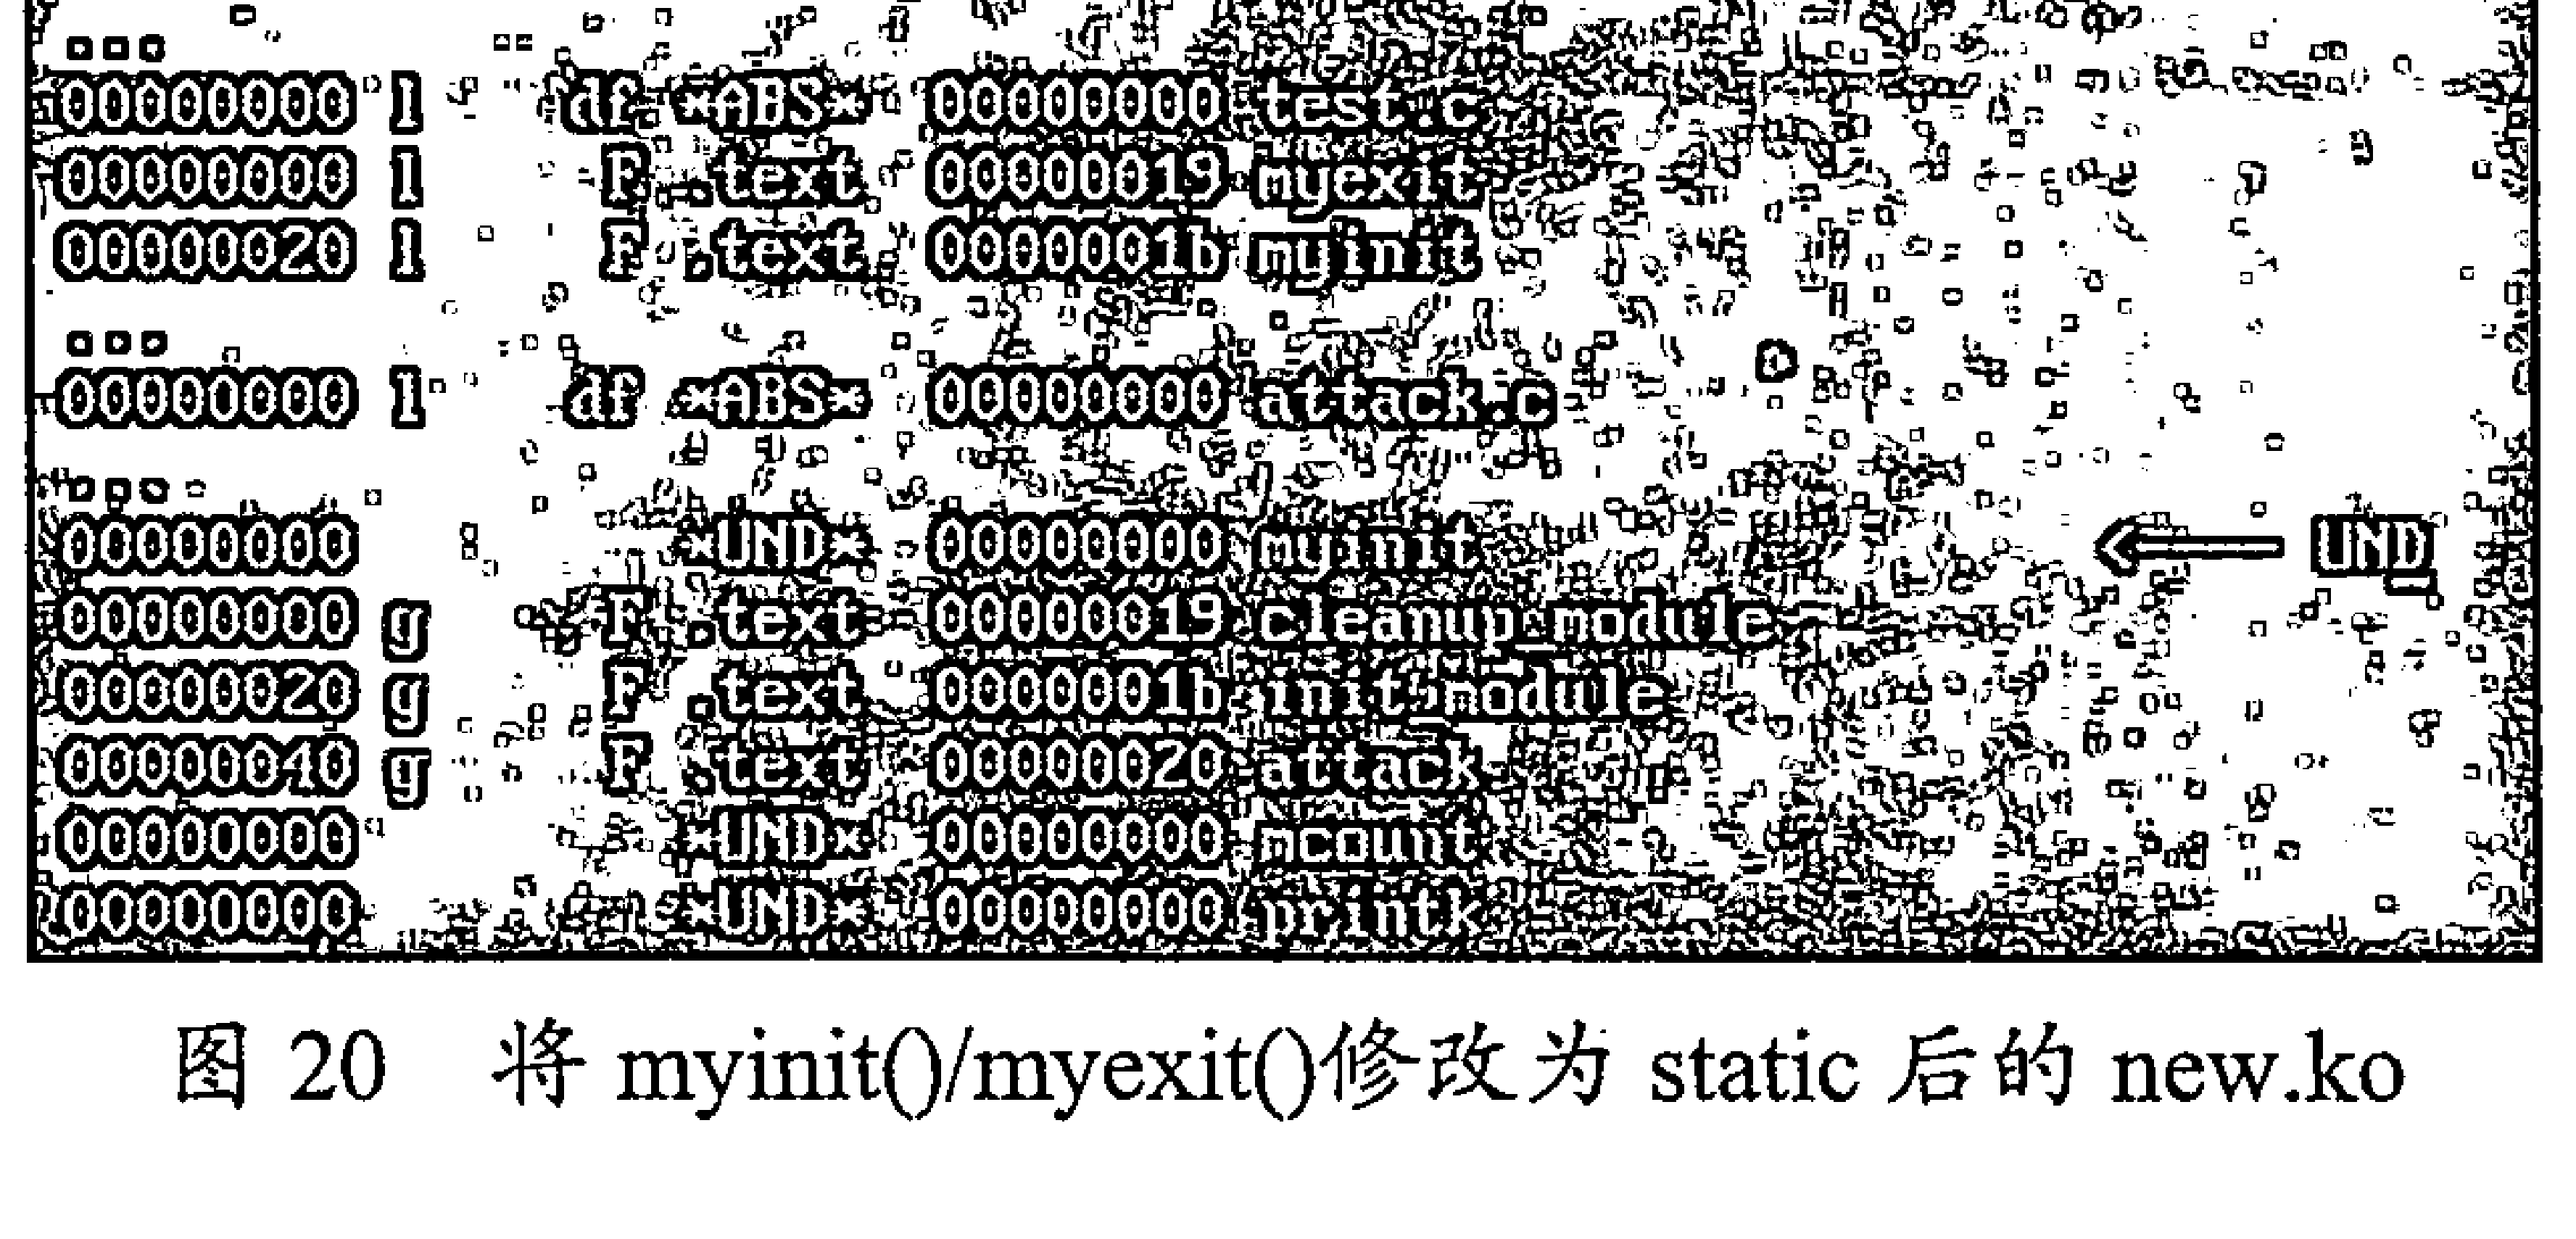 ...
00000000 l df *ABS* 00000000 test.c
00000000 l F .text 00000019 myexit
00000020 l F .text 0000001b myinit
...
00000000 l df *ABS* 00000000 attack.c
...
00000000 *UND* 00000000 myinit UND
00000000 g F .text 00000019 cleanup_module
00000020 g F .text 0000001b init_module
00000040 g F .text 00000020 attack
00000000 *UND* 00000000 mcount
00000000 *UND* 00000000 printk
图 20 将 myinit()/myexit()修改为 static 后的 new.ko